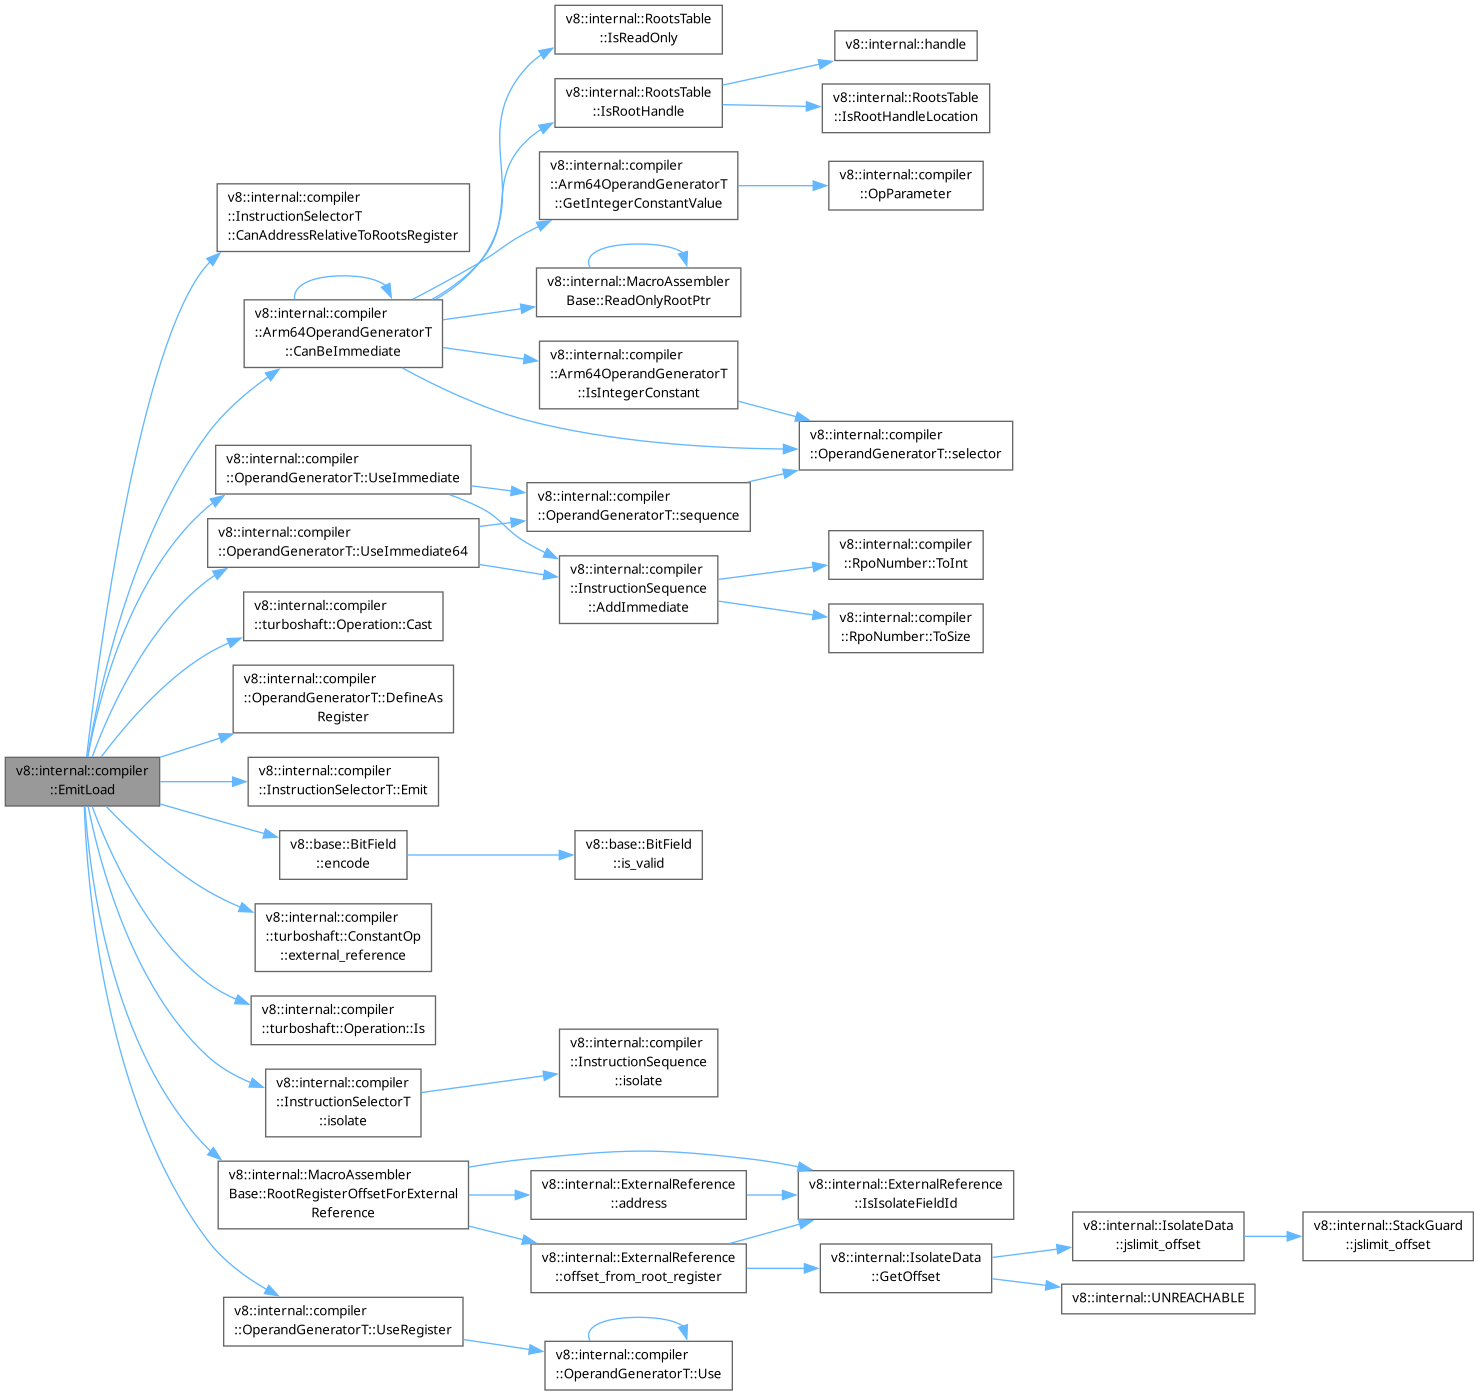 v8::internal::RootsTable
::IsReadOnly
v8::internal::handle
v8::internal::RootsTable
::IsRootHandle
v8::internal::RootsTable
::IsRootHandleLocation
v8::internal::compiler
::Arm64OperandGeneratorT
::GetIntegerConstantValue
v8::internal::compiler
::OpParameter
v8::internal::compiler
::InstructionSelectorT
::CanAddressRelativeToRootsRegister
v8::internal::MacroAssembler
Base::ReadOnlyRootPtr
v8::internal::compiler
::Arm64OperandGeneratorT
::CanBeImmediate
v8::internal::compiler
::Arm64OperandGeneratorT
::IsIntegerConstant
v8::internal::compiler
::OperandGeneratorT::selector
v8::internal::compiler
::OperandGeneratorT::UseImmediate
v8::internal::compiler
::OperandGeneratorT::sequence
v8::internal::compiler
::OperandGeneratorT::UseImmediate64
v8::internal::compiler
::RpoNumber::ToInt
v8::internal::compiler
::InstructionSequence
::AddImmediate
v8::internal::compiler
::RpoNumber::ToSize
v8::internal::compiler
::turboshaft::Operation::Cast
v8::internal::compiler
::OperandGeneratorT::DefineAs
Register
v8::internal::compiler
::EmitLoad
v8::internal::compiler
::InstructionSelectorT::Emit
v8::base::BitField
::encode
v8::base::BitField
::is_valid
v8::internal::compiler
::turboshaft::ConstantOp
::external_reference
v8::internal::compiler
::turboshaft::Operation::Is
v8::internal::compiler
::InstructionSelectorT
::isolate
v8::internal::compiler
::InstructionSequence
::isolate
v8::internal::MacroAssembler
Base::RootRegisterOffsetForExternal
Reference
v8::internal::ExternalReference
::address
v8::internal::ExternalReference
::IsIsolateFieldId
v8::internal::ExternalReference
::offset_from_root_register
v8::internal::IsolateData
::GetOffset
v8::internal::IsolateData
::jslimit_offset
v8::internal::StackGuard
::jslimit_offset
v8::internal::UNREACHABLE
v8::internal::compiler
::OperandGeneratorT::UseRegister
v8::internal::compiler
::OperandGeneratorT::Use